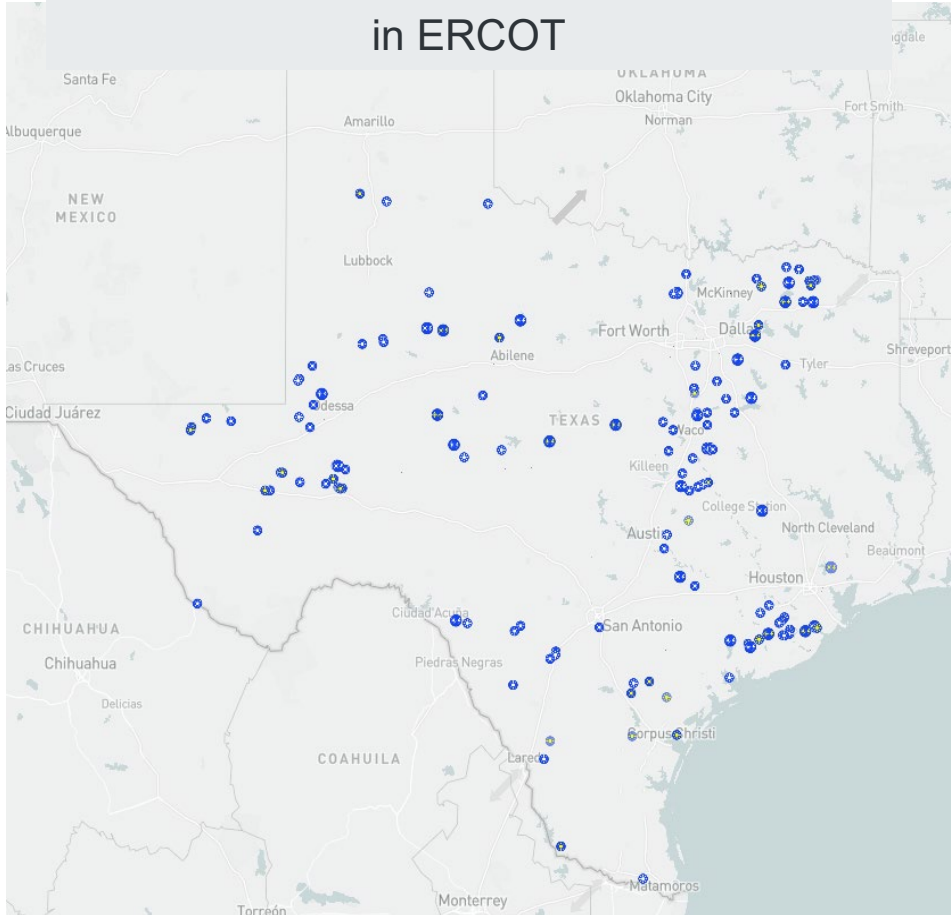 in ERCOT
OKLAHOMA
Santa Fe
Oklahoma City
Fort Smith
Amarillo
Norman
Albuquerque
NEW
MEXICO
Lubbock
McKinney
Fort Worth
Abilene
Tyler
Shreveport
Las Cruces
Odessa
Ciudad Juárez
TEXAS
Waco
Killeen
College Station
North Cleveland
Austin
Beaumont
Houston
CHIHUAHUA
Ciudad Acuña
San Antonio
Chihuahua
Piedras Negras
Delicias
COAHUILA
Corpus Christi
Matamoros
Monterrey
Torreón